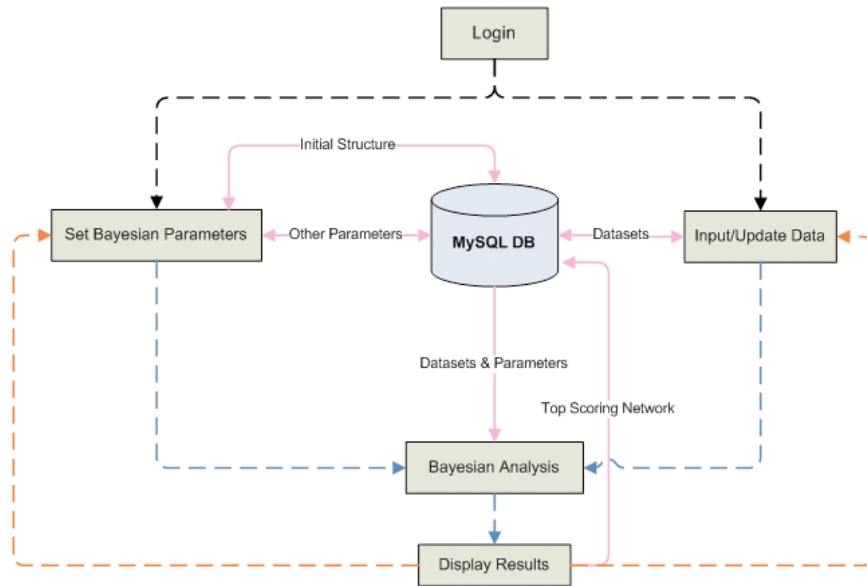 Login
Initial Structure
Set Bayesian Parameters
Other Parameters
MySQL DB
Datasets
Input/Update Data
Datasets & Parameters
Top Scoring Network
Bayesian Analysis
Display Results